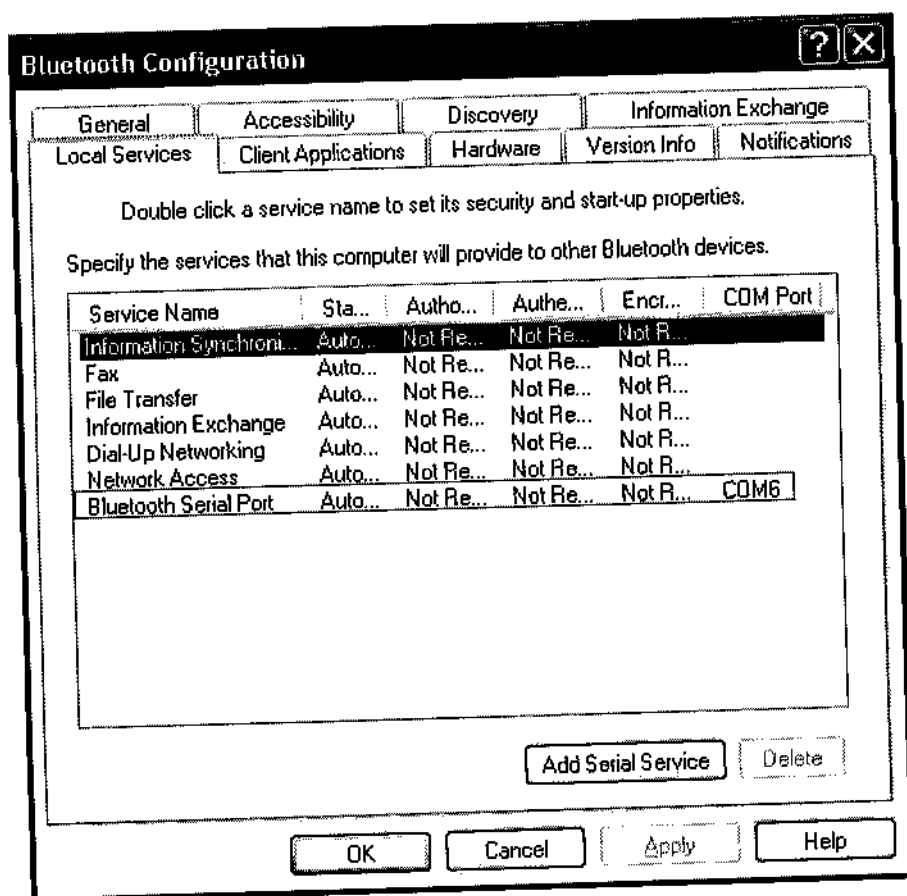 Bluetooth Configuration
General Accessibility Discovery Information Exchange
Local Services Client Applications Hardware Version Info Notifications
Double click a service name to set its security and start-up properties.
Specify the services that this computer will provide to other Bluetooth devices.
Service Name Sta... Autho... Authe... Encr... COM Port
Information Synchroni... Auto... Not Re... Not Re... Not R...
Fax Auto... Not Re... Not Re... Not R...
File Transfer Auto... Not Re... Not Re... Not R...
Information Exchange Auto... Not Re... Not Re... Not R...
Dial-Up Networking Auto... Not Re... Not Re... Not R...
Network Access Auto... Not Re... Not Re... Not R...
Bluetooth Serial Port Auto... Not Re... Not Re... Not R... COM6
Add Serial Service Delete
OK Cancel Apply Help